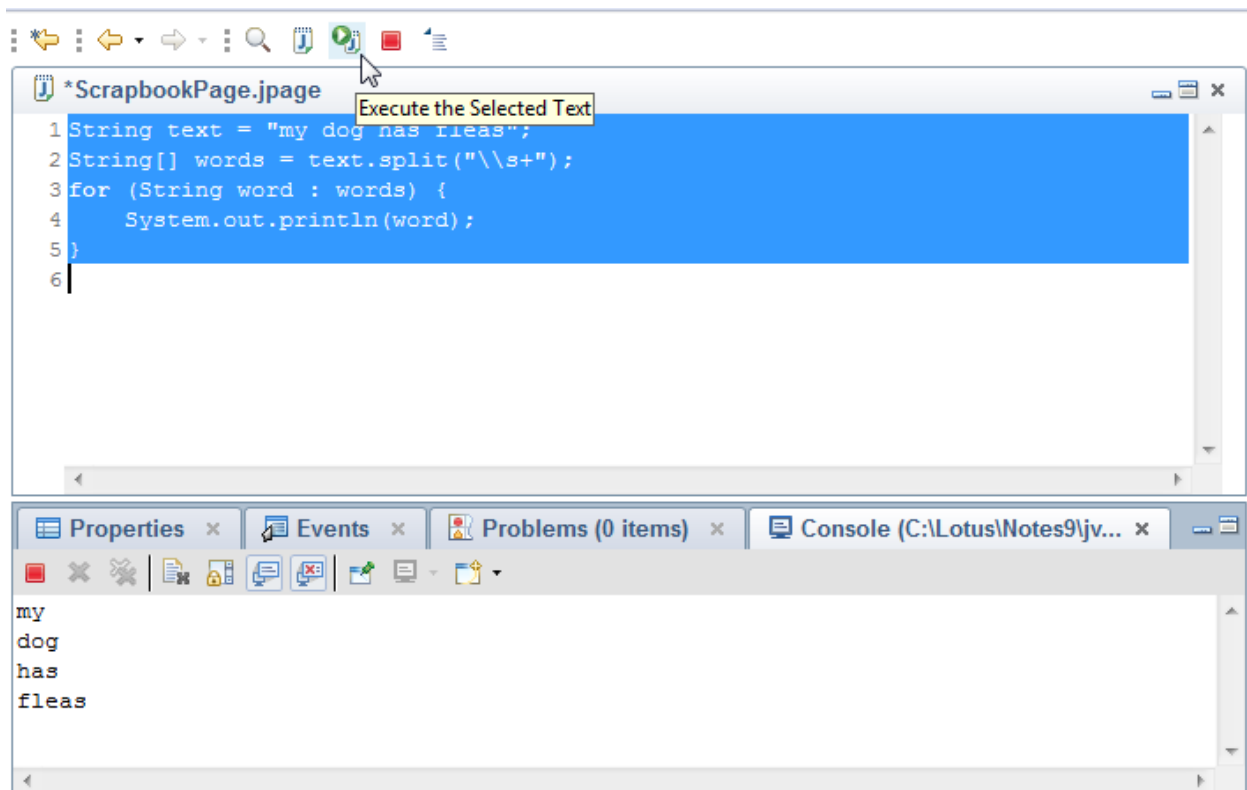 *ScrapbookPage.jpage
Execute the Selected Text
1 String text = "my dog has fleas";
2 String[] words = text.split("\\s+");
3 for (String word : words) {
4     System.out.println(word);
5 }
6
Properties Events Problems (0 items) Console (C:\Lotus\Notes9\jv...
my
dog
has
fleas